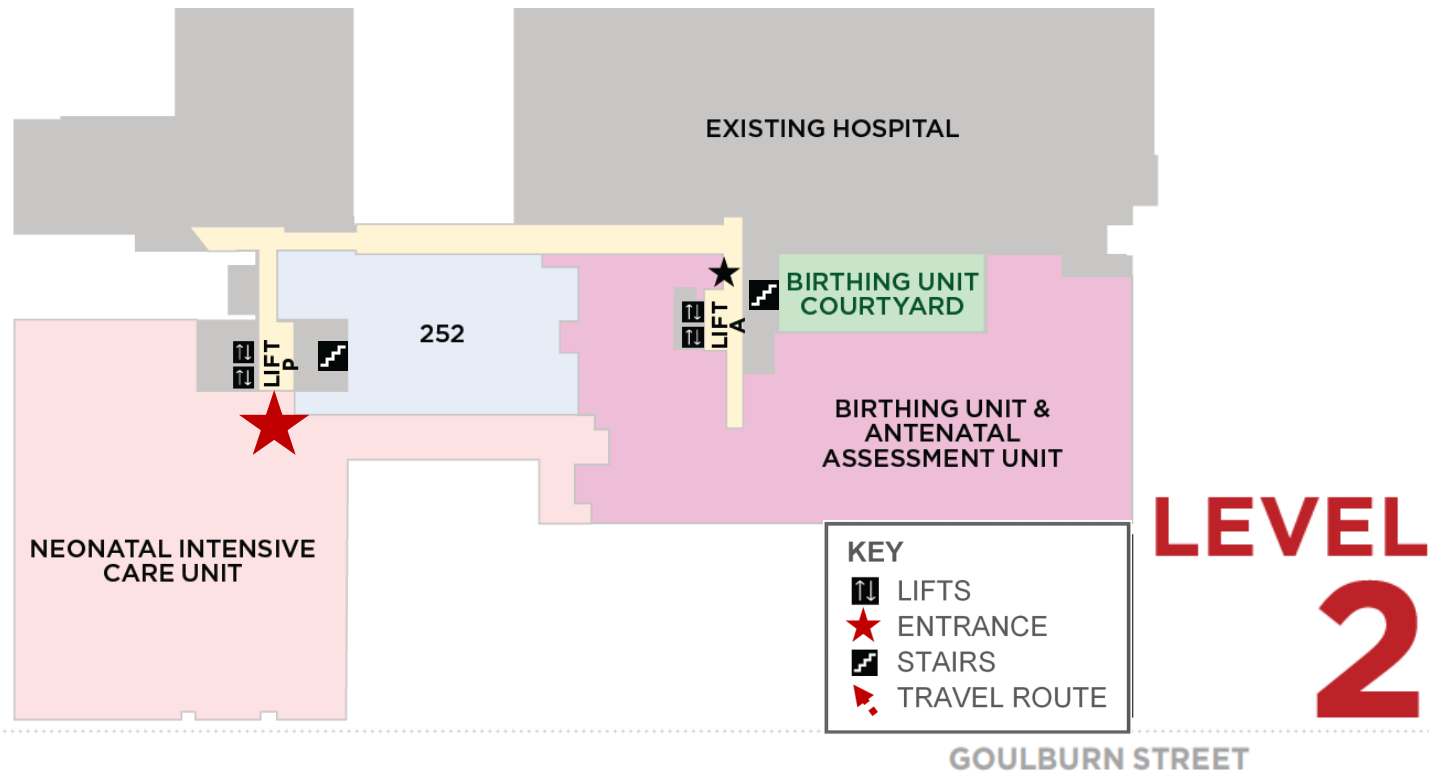 EXISTING HOSPITAL
BIRTHING UNIT
COURTYARD
252
LIFT
A
LIFT
P
BIRTHING UNIT &
ANTENATAL
ASSESSMENT UNIT
NEONATAL INTENSIVE
CARE UNIT
LEVEL
2
KEY
LIFTS
ENTRANCE
STAIRS
TRAVEL ROUTE
GOULBURN STREET